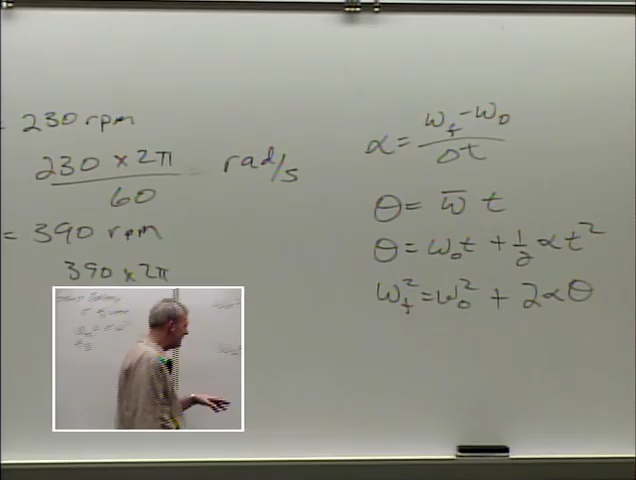 = 230 rpm
230 × 2π rad/s
60
= 390 rpm
390 × 2π
α = ω_f - ω_0
Δt
θ = ω̅ t
θ = ω_0 t + 1/2 α t²
ω_f² = ω_0² + 2αθ